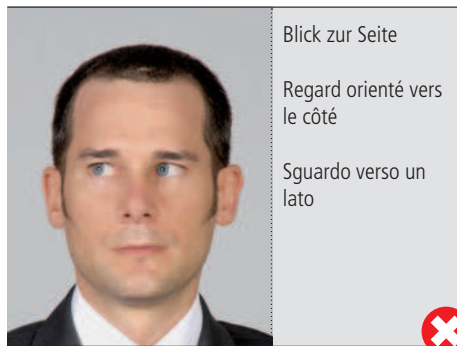 Blick zur Seite
Regard orienté vers
le côté
Sguardo verso un
lato